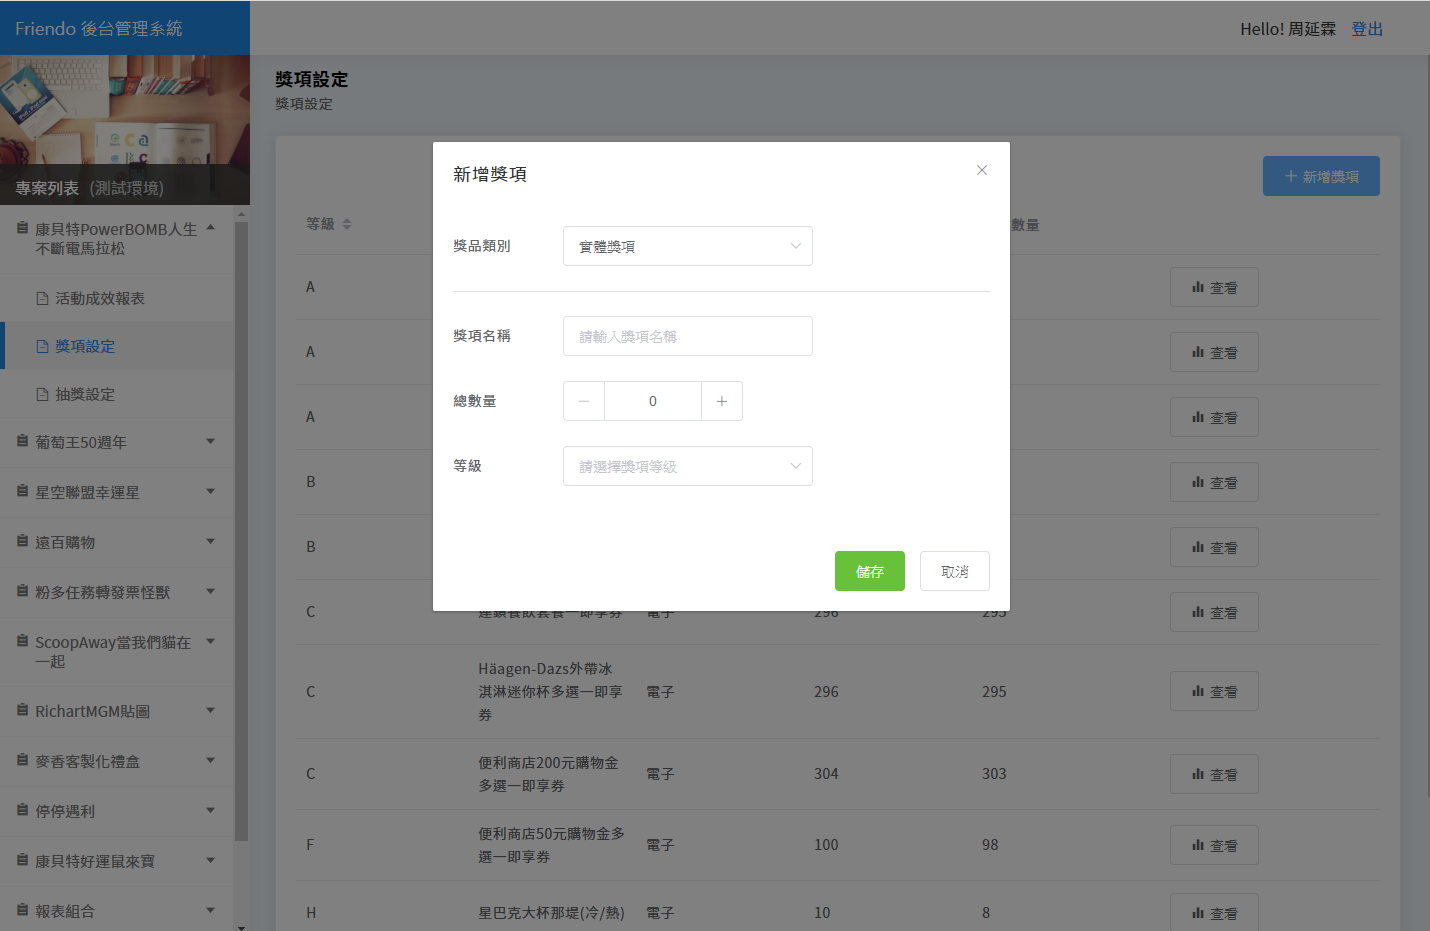 Friendo 後台管理系統
Hello! 周延霖 登出
專案列表 (測試環境)
康貝特PowerBOMB人生
不斷電馬拉松
活動成效報表
獎項設定
抽獎設定
葡萄王50週年
星空聯盟幸運星
遠百購物
粉多任務轉發票怪獸
ScoopAway當我們貓在
一起
RichartMGM貼圖
麥香客製化禮盒
停停遇利
康貝特好運鼠來寶
報表組合
獎項設定
獎項設定
新增獎項
等級
數量
A
查看
A
查看
A
查看
B
查看
B
查看
C
連鎖餐飲套餐一即享券 電子 296 295
查看
Häagen-Dazs外帶冰
淇淋迷你杯多選一即享
券
C
電子 296 295
查看
便利商店200元購物金
多選一即享券
C
電子 304 303
查看
便利商店50元購物金多
選一即享券
F
電子 100 98
查看
H 星巴克大杯那堤(冷/熱) 電子 10 8
查看
新增獎項
獎品類別
實體獎項
獎項名稱
請輸入獎項名稱
總數量
0
等級
請選擇獎項等級
儲存
取消